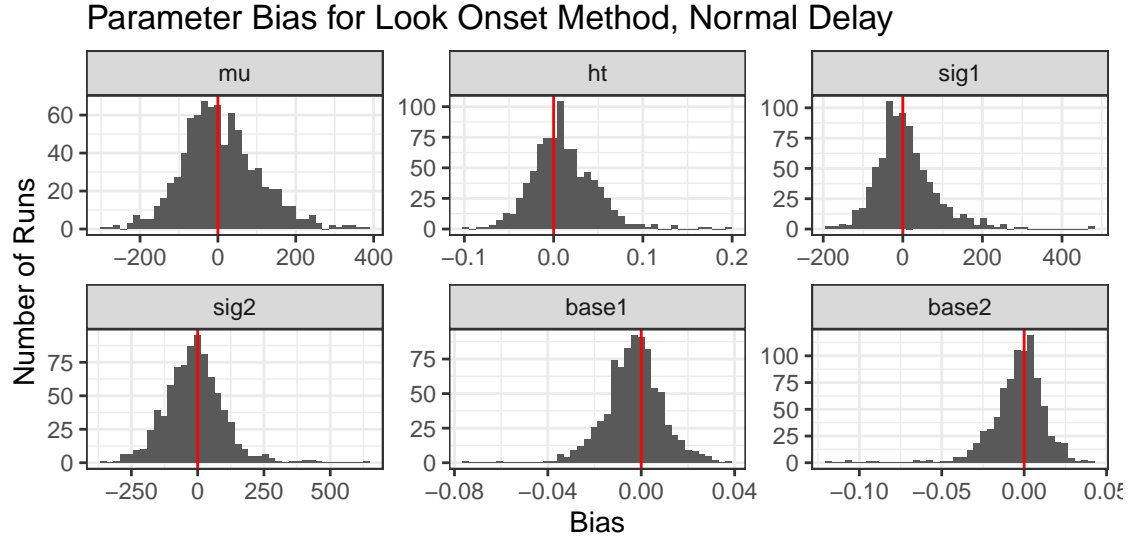 Parameter Bias for Look Onset Method, Normal Delay
mu
ht
sig1
60
40
20
0
−200 0 200 400
100
75
50
25
0
−0.1 0.0 0.1 0.2
100
75
50
25
0
−200 0 200 400
Number of Runs
sig2
base1
base2
75
50
25
0
−250 0 250 500
75
50
25
0
−0.08 −0.04 0.00 0.04
100
75
50
25
0
−0.10 −0.05 0.00 0.05
Bias